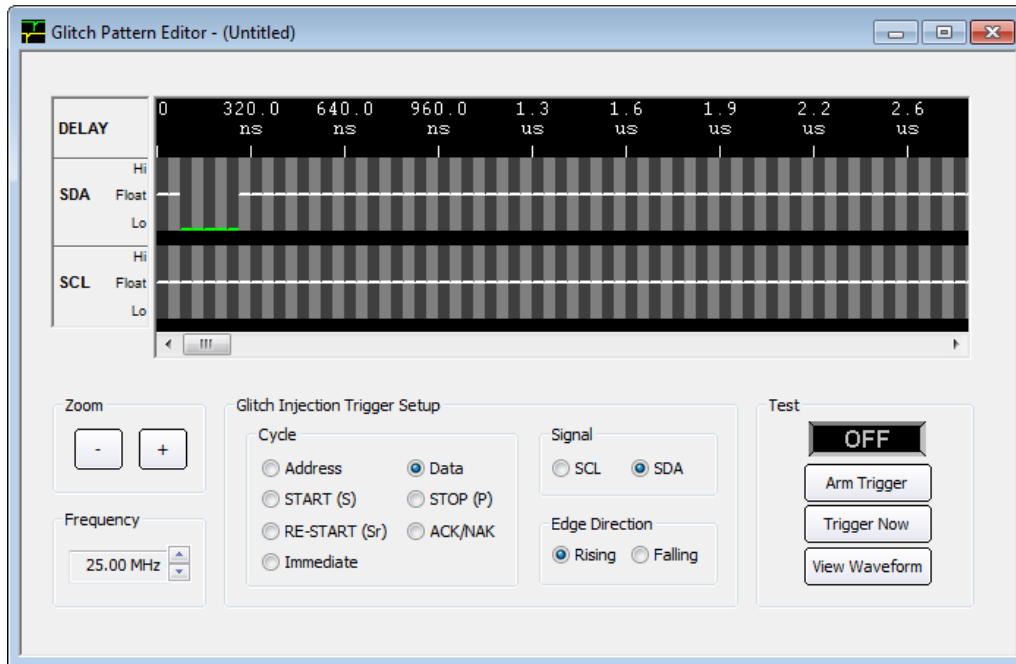 Glitch Pattern Editor - (Untitled)
DELAY
0 320.0 640.0 960.0 1.3 1.6 1.9 2.2 2.6
ns ns ns us us us us us
Hi
SDA Float
Lo
Hi
SCL Float
Lo
Zoom
- +
Frequency
25.00 MHz
Glitch Injection Trigger Setup
Cycle
Address Data
START (S) STOP (P)
RE-START (Sr) ACK/NAK
Immediate
Signal
SCL SDA
Edge Direction
Rising Falling
Test
OFF
Arm Trigger
Trigger Now
View Waveform